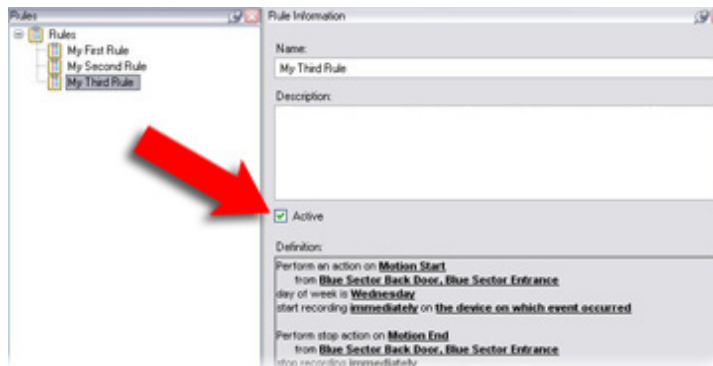 Rules
Rules
My First Rule
My Second Rule
My Third Rule
Rule Information
Name:
My Third Rule
Description:
Active
Definition:
Perform an action on Motion Start
from Blue Sector Back Door, Blue Sector Entrance
day of week is Wednesday
start recording immediately on the device on which event occurred
Perform stop action on Motion End
from Blue Sector Back Door, Blue Sector Entrance
stop recording immediately